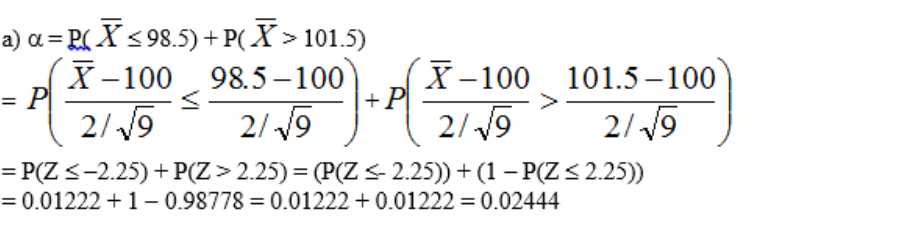 a) α = P( X̅ ≤ 98.5) + P( X̅ > 101.5)
= P( (X̅ – 100)/(2/√9) ≤ (98.5 – 100)/(2/√9) ) + P( (X̅ – 100)/(2/√9) > (101.5 – 100)/(2/√9) )
= P(Z ≤ –2.25) + P(Z > 2.25) = (P(Z ≤- 2.25)) + (1 – P(Z ≤ 2.25))
= 0.01222 + 1 – 0.98778 = 0.01222 + 0.01222 = 0.02444